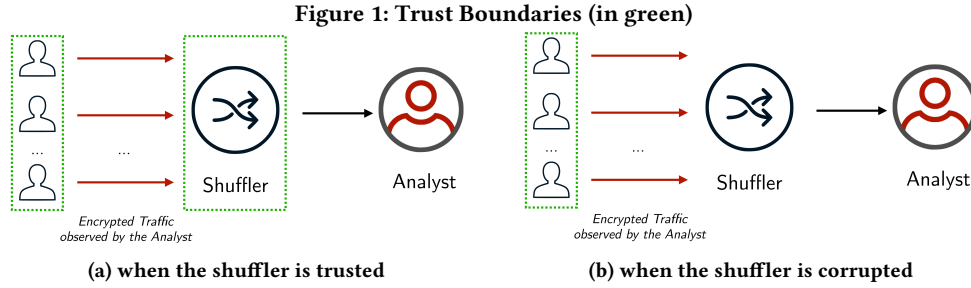 Figure 1: Trust Boundaries (in green)
...
...
Shuffler
Analyst
Encrypted Traffic
observed by the Analyst
(a) when the shuffler is trusted
...
...
Shuffler
Analyst
Encrypted Traffic
observed by the Analyst
(b) when the shuffler is corrupted